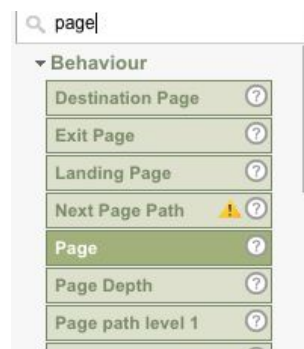 page
Behaviour
Destination Page
Exit Page
Landing Page
Next Page Path
Page
Page Depth
Page path level 1